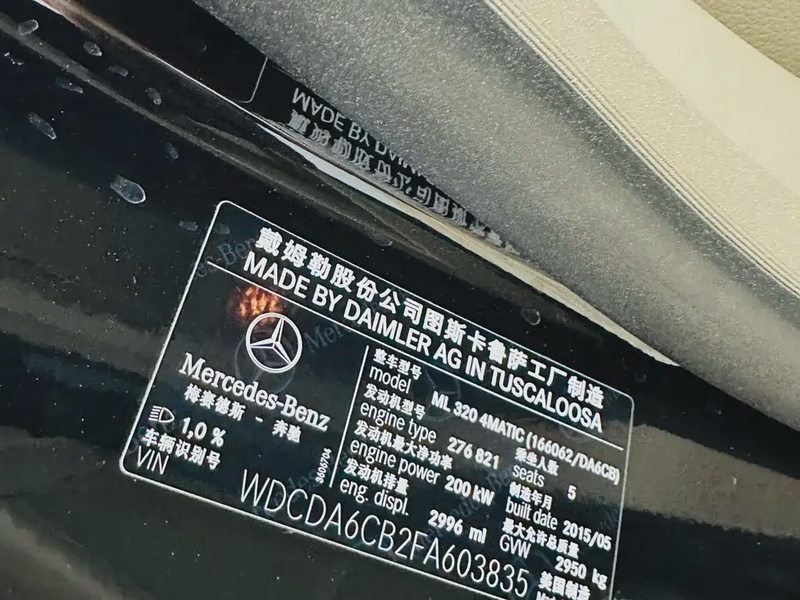 戴姆勒股份公司图斯卡鲁萨工厂制造
MADE BY DAIMLER AG IN TUSCALOOSA
Mercedes-Benz
梅赛德斯 - 奔驰
1,0 %
车辆识别号
VIN
WDCDA6CB2FA603835
3606704
整车型号
model ML 320 4MATIC (166062/DA6CB)
发动机型号 乘坐人数
engine type 276 821 seats 5
发动机最大净功率 制造年月
engine power 200 kW built date 2015/05
发动机排量 最大允许总质量
eng. displ. 2996 ml GVW 2950 kg
美国制造
MADE BY DAIM